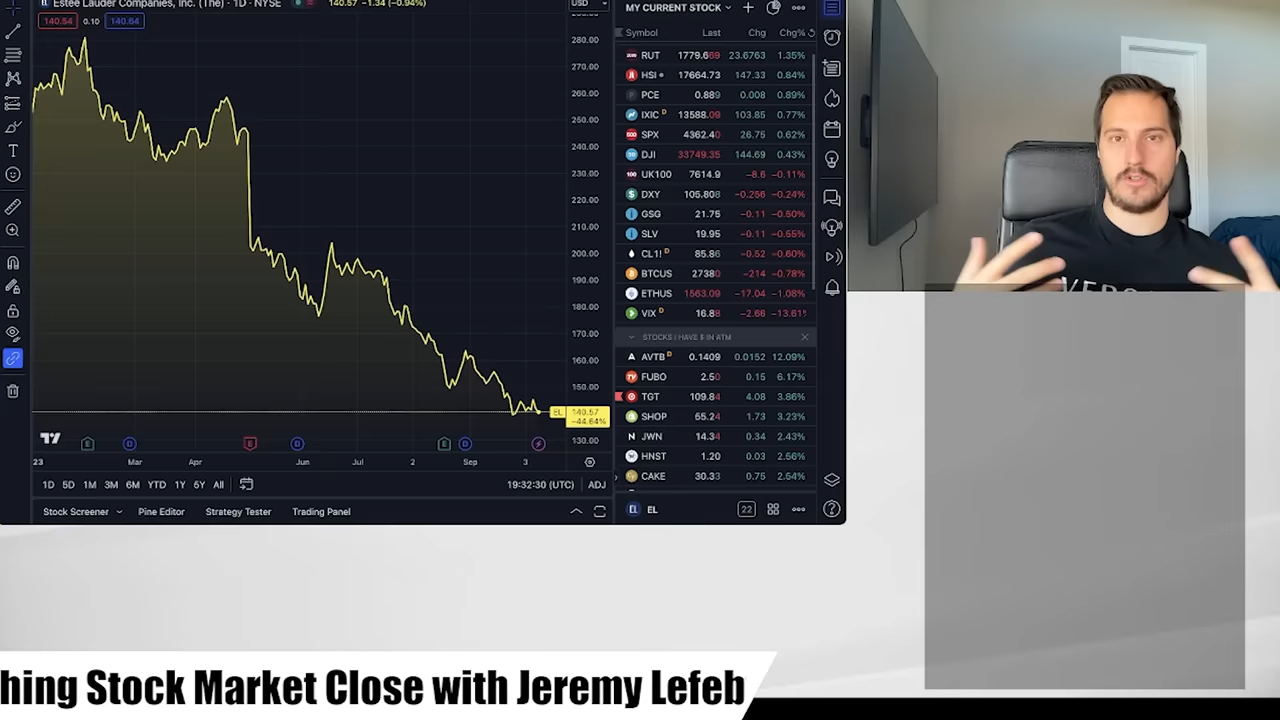 Estee Lauder Companies, Inc. (The) · 1D · NYSE
140.57 −1.34 (−0.94%)
USD
140.54 0.10 140.64
280.00
270.00
260.00
250.00
240.00
230.00
220.00
210.00
200.00
190.00
180.00
170.00
160.00
150.00
EL 140.57
−44.64%
130.00
E D E D E D
23 Mar Apr Jun Jul 2 Sep 3
1D 5D 1M 3M 6M YTD 1Y 5Y All
19:32:30 (UTC) ADJ
Stock Screener Pine Editor Strategy Tester Trading Panel
MY CURRENT STOCK
Symbol Last Chg Chg%
RUT 1779.669 23.6763 1.35%
HSI 17664.73 147.33 0.84%
PCE 0.889 0.008 0.89%
IXIC D 13588.09 103.85 0.77%
SPX 4362.40 26.75 0.62%
DJI 33749.35 144.69 0.43%
UK100 7614.9 −8.6 −0.11%
DXY 105.808 −0.256 −0.24%
GSG 21.75 −0.11 −0.50%
SLV 19.95 −0.11 −0.55%
CL1! D 85.86 −0.52 −0.60%
BTCUS 27380 −214 −0.78%
ETHUS 1563.09 −17.04 −1.08%
VIX D 16.88 −2.66 −13.61%
STOCKS I HAVE $ IN ATM
AVTB D 0.1409 0.0152 12.09%
FUBO 2.50 0.15 6.17%
TGT 109.84 4.08 3.86%
SHOP 55.24 1.73 3.23%
JWN 14.34 0.34 2.43%
HNST 1.20 0.03 2.56%
CAKE 30.33 0.75 2.54%
EL 22
hing Stock Market Close with Jeremy Lefeb